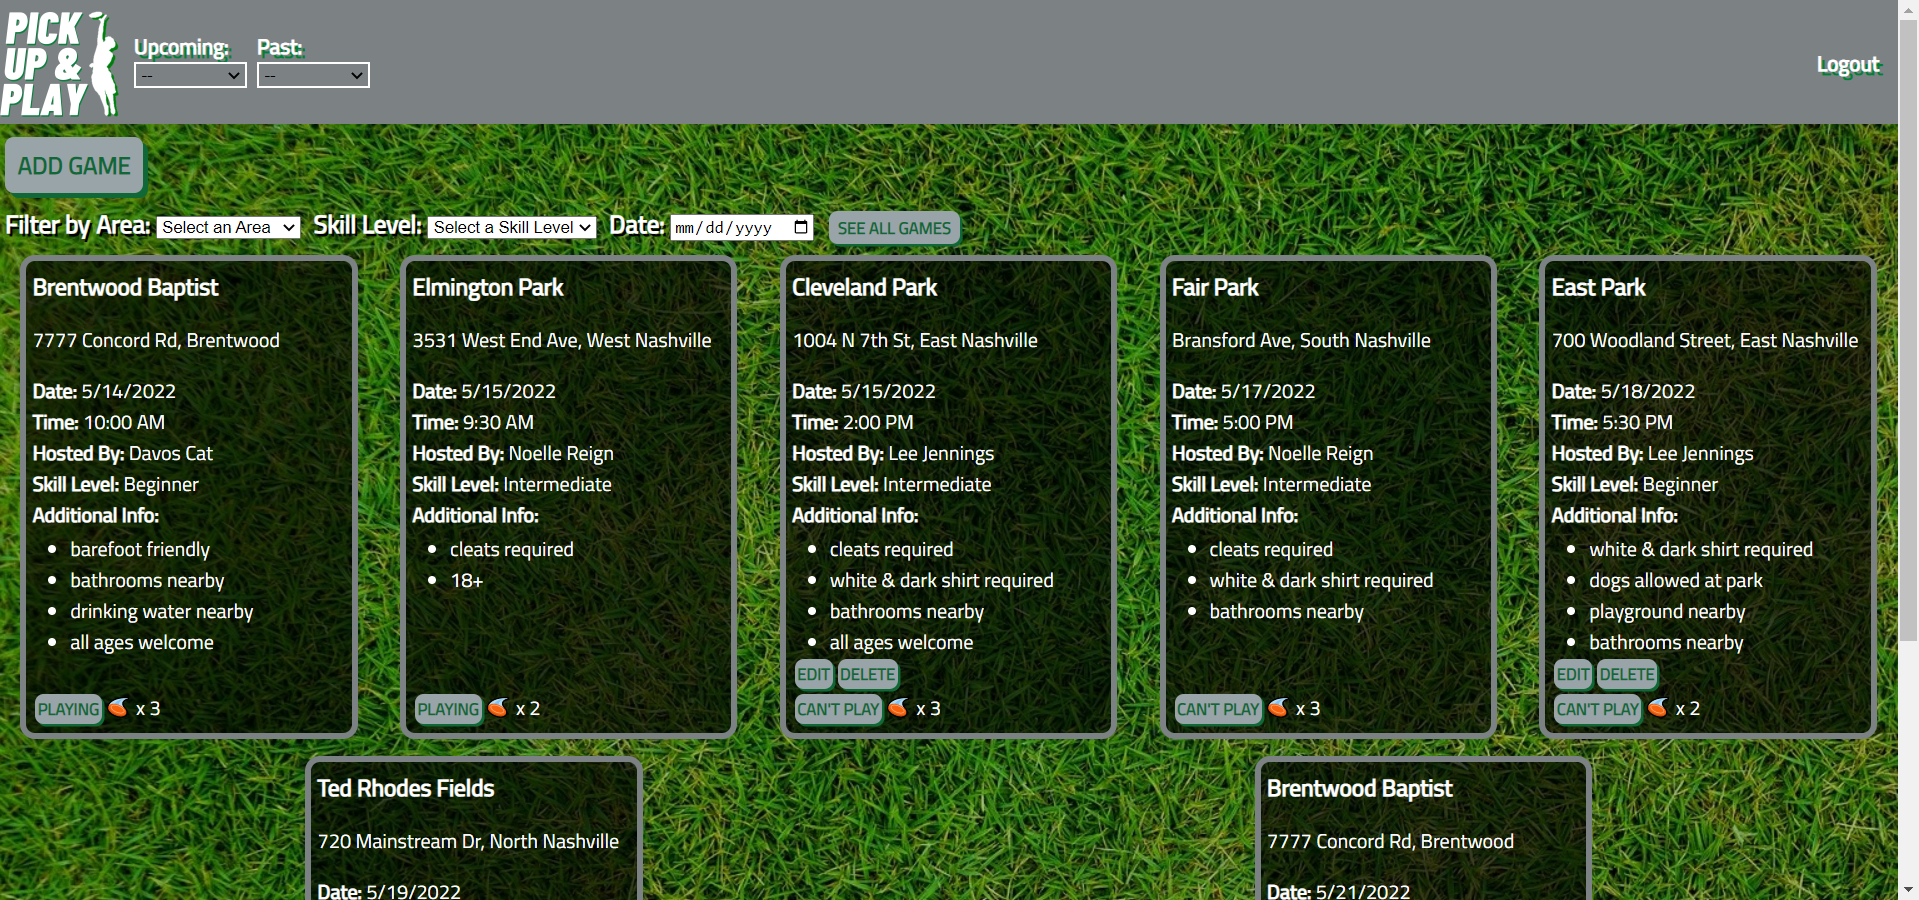 PICK
UP &
PLAY
Upcoming:
--
Past:
--
Logout
ADD GAME
Filter by Area: Select an Area Skill Level: Select a Skill Level Date: mm/dd/yyyy SEE ALL GAMES
Brentwood Baptist
7777 Concord Rd, Brentwood
Date: 5/14/2022
Time: 10:00 AM
Hosted By: Davos Cat
Skill Level: Beginner
Additional Info:
barefoot friendly
bathrooms nearby
drinking water nearby
all ages welcome
PLAYING x 3
Elmington Park
3531 West End Ave, West Nashville
Date: 5/15/2022
Time: 9:30 AM
Hosted By: Noelle Reign
Skill Level: Intermediate
Additional Info:
cleats required
18+
PLAYING x 2
Cleveland Park
1004 N 7th St, East Nashville
Date: 5/15/2022
Time: 2:00 PM
Hosted By: Lee Jennings
Skill Level: Intermediate
Additional Info:
cleats required
white & dark shirt required
bathrooms nearby
all ages welcome
EDIT DELETE
CAN'T PLAY x 3
Fair Park
Bransford Ave, South Nashville
Date: 5/17/2022
Time: 5:00 PM
Hosted By: Noelle Reign
Skill Level: Intermediate
Additional Info:
cleats required
white & dark shirt required
bathrooms nearby
CAN'T PLAY x 3
East Park
700 Woodland Street, East Nashville
Date: 5/18/2022
Time: 5:30 PM
Hosted By: Lee Jennings
Skill Level: Beginner
Additional Info:
white & dark shirt required
dogs allowed at park
playground nearby
bathrooms nearby
EDIT DELETE
CAN'T PLAY x 2
Ted Rhodes Fields
720 Mainstream Dr, North Nashville
Date: 5/19/2022
Brentwood Baptist
7777 Concord Rd, Brentwood
Date: 5/21/2022